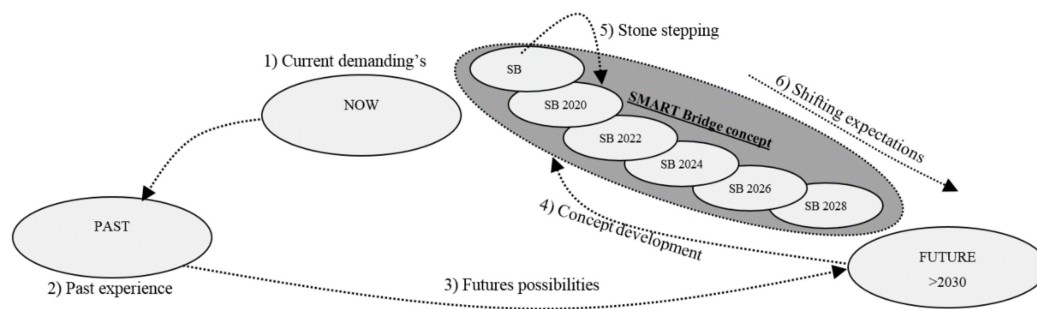 1) Current demanding's
NOW
PAST
2) Past experience
3) Futures possibilities
4) Concept development
5) Stone stepping
SB
SB 2020
SB 2022
SB 2024
SB 2026
SB 2028
SMART Bridge concept
6) Shifting expectations
FUTURE
>2030